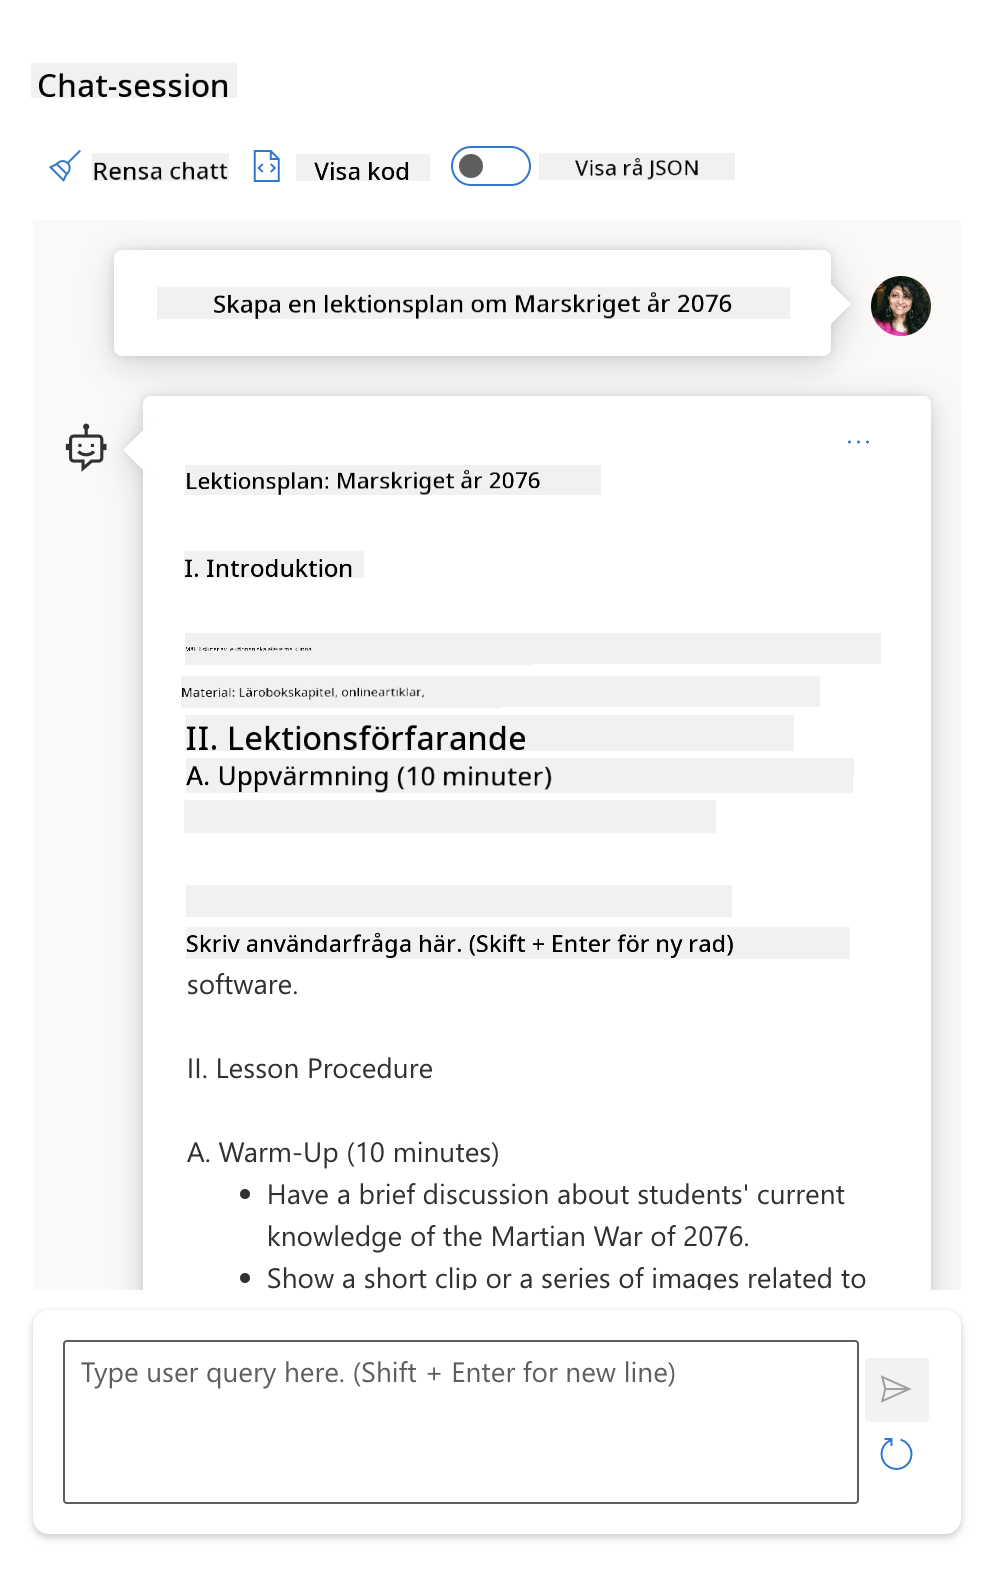 Chat-session
Rensa chatt Visa kod Visa rå JSON
Skapa en lektionsplan om Marskriget år 2076
Lektionsplan: Marskriget år 2076
I. Introduktion
Material: Lärobokskapitel, onlineartiklar,
II. Lektionsförfarande
A. Uppvärmning (10 minuter)
Skriv användarfråga här. (Skift + Enter för ny rad)
software.
II. Lesson Procedure
A. Warm-Up (10 minutes)
Have a brief discussion about students' current
knowledge of the Martian War of 2076.
Show a short clip or a series of images related to
Type user query here. (Shift + Enter for new line)